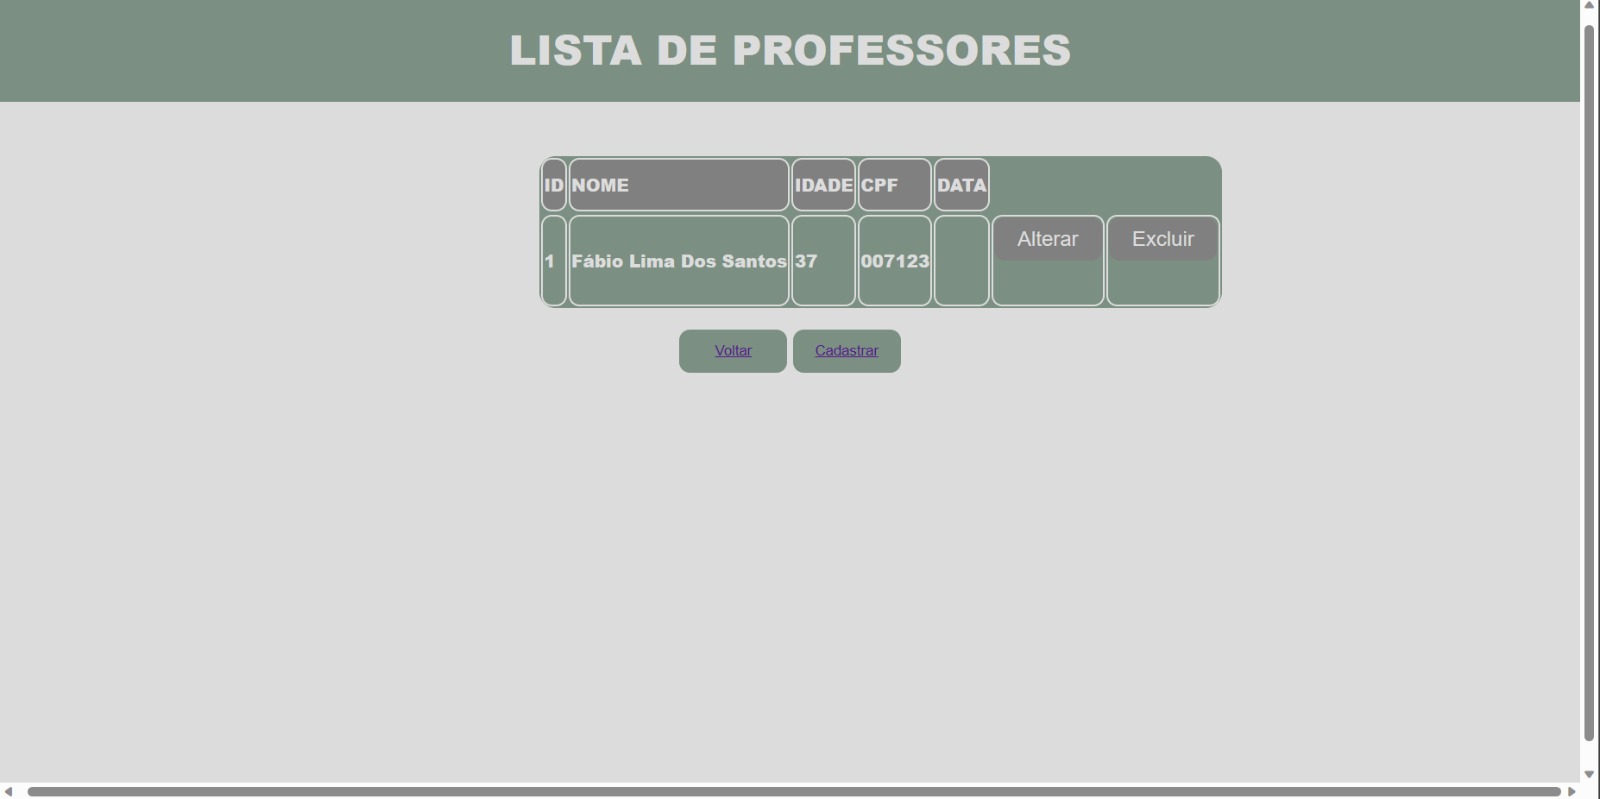 LISTA DE PROFESSORES
ID NOME IDADE CPF DATA
1 Fábio Lima Dos Santos 37 007123 Alterar Excluir
Voltar Cadastrar